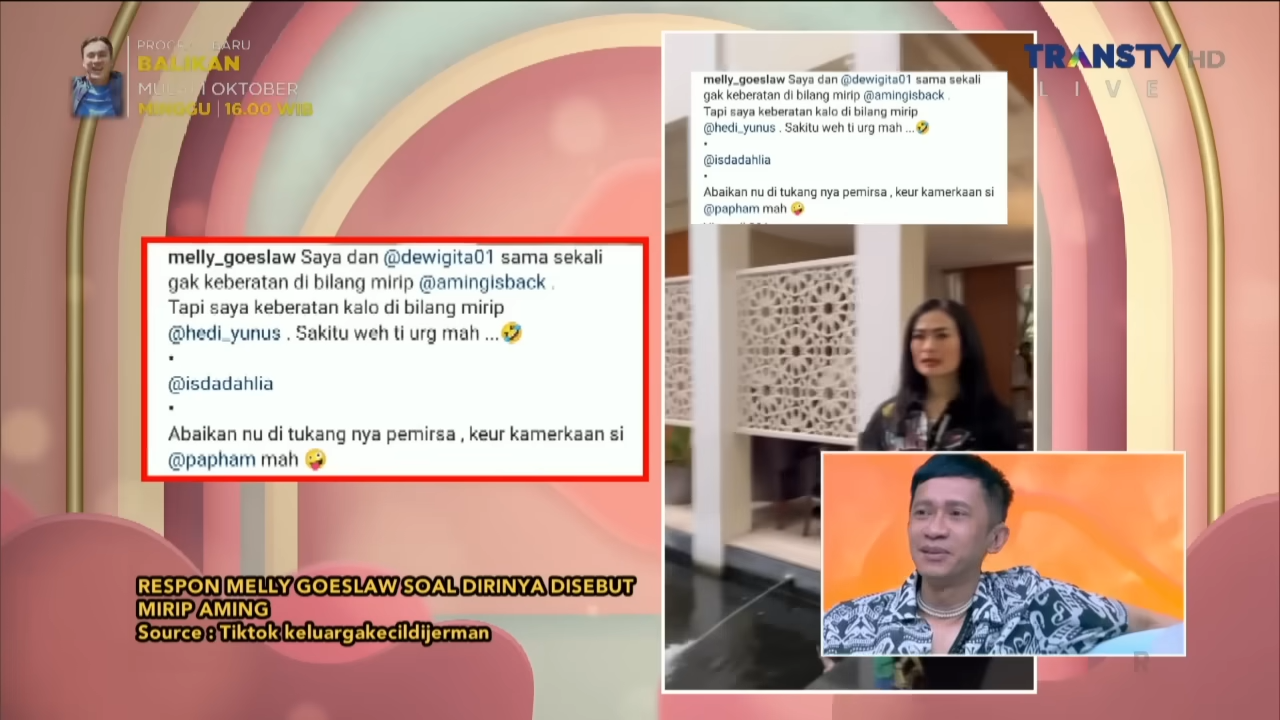 PROGRAM BARU
BALIKAN
MULAI 1 OKTOBER
MINGGU | 16.00 WIB
TRANSTV HD
LIVE
melly_goeslaw Saya dan @dewigita01 sama sekali
gak keberatan di bilang mirip @amingisback .
Tapi saya keberatan kalo di bilang mirip
@hedi_yunus . Sakitu weh ti urg mah ...🤣
•
@isdadahlia
•
Abaikan nu di tukang nya pemirsa , keur kamerkaan si
@papham mah 🤪
melly_goeslaw Saya dan @dewigita01 sama sekali
gak keberatan di bilang mirip @amingisback .
Tapi saya keberatan kalo di bilang mirip
@hedi_yunus . Sakitu weh ti urg mah ...🤣
•
@isdadahlia
•
Abaikan nu di tukang nya pemirsa , keur kamerkaan si
@papham mah 🤪
RESPON MELLY GOESLAW SOAL DIRINYA DISEBUT
MIRIP AMING
Source : Tiktok keluargakecildijerman
R